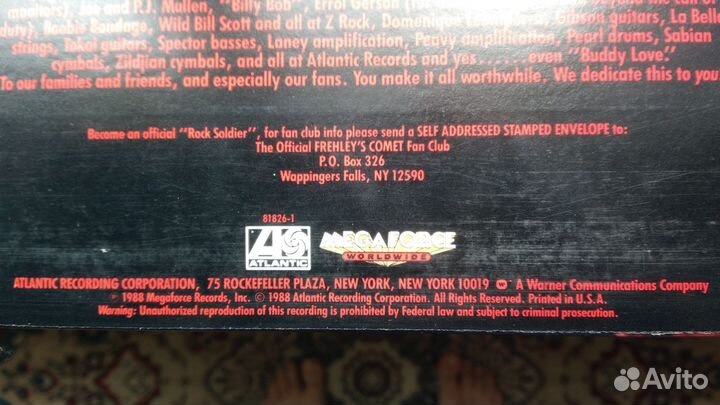 monitors), Joe and P.J. Mullen, "Billy Bob", Errol Gerson
duty), Beebie Bondage, Wild Bill Scott and all at Z Rock, Domenique Gibson guitars, La Bella
strings, Tokai guitars, Spector basses, Laney amplification, Peavy amplification, Pearl drums, Sabian
cymbals, Zildjian cymbals, and all at Atlantic Records and yes......even "Buddy Love."
To our families and friends, and especially our fans. You make it all worthwhile. We dedicate this to you
Become an official "Rock Soldier", for fan club info please send a SELF ADDRESSED STAMPED ENVELOPE to:
The Official FREHLEY'S COMET Fan Club
P.O. Box 326
Wappingers Falls, NY 12590
81826-1
ATLANTIC
MEGAFORCE
WORLDWIDE
ATLANTIC RECORDING CORPORATION, 75 ROCKEFELLER PLAZA, NEW YORK, NEW YORK 10019 A Warner Communications Company
℗ 1988 Megaforce Records, Inc. © 1988 Atlantic Recording Corporation. All Rights Reserved. Printed in U.S.A.
Warning: Unauthorized reproduction of this recording is prohibited by Federal law and subject to criminal prosecution.
Avito